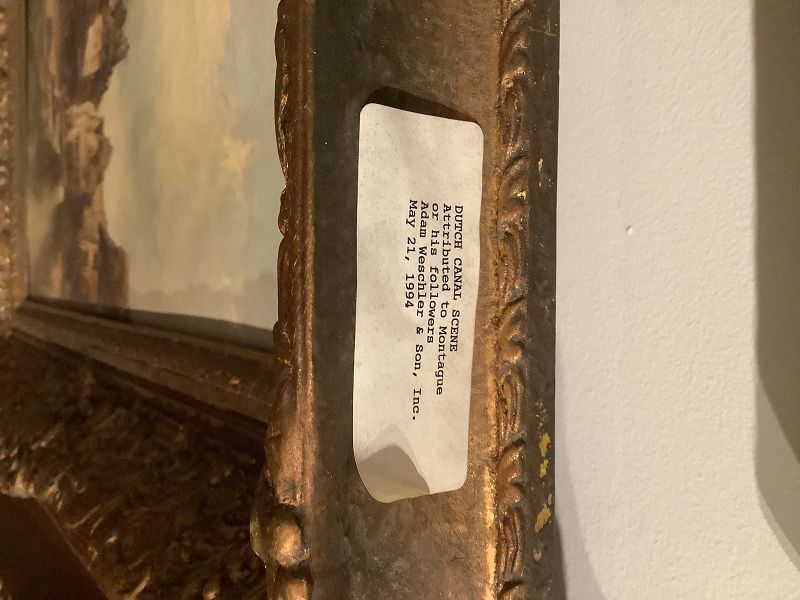 DUTCH CANAL SCENE
Attributed to Montague
or his followers
Adam Weschler & Son, Inc.
May 21, 1994